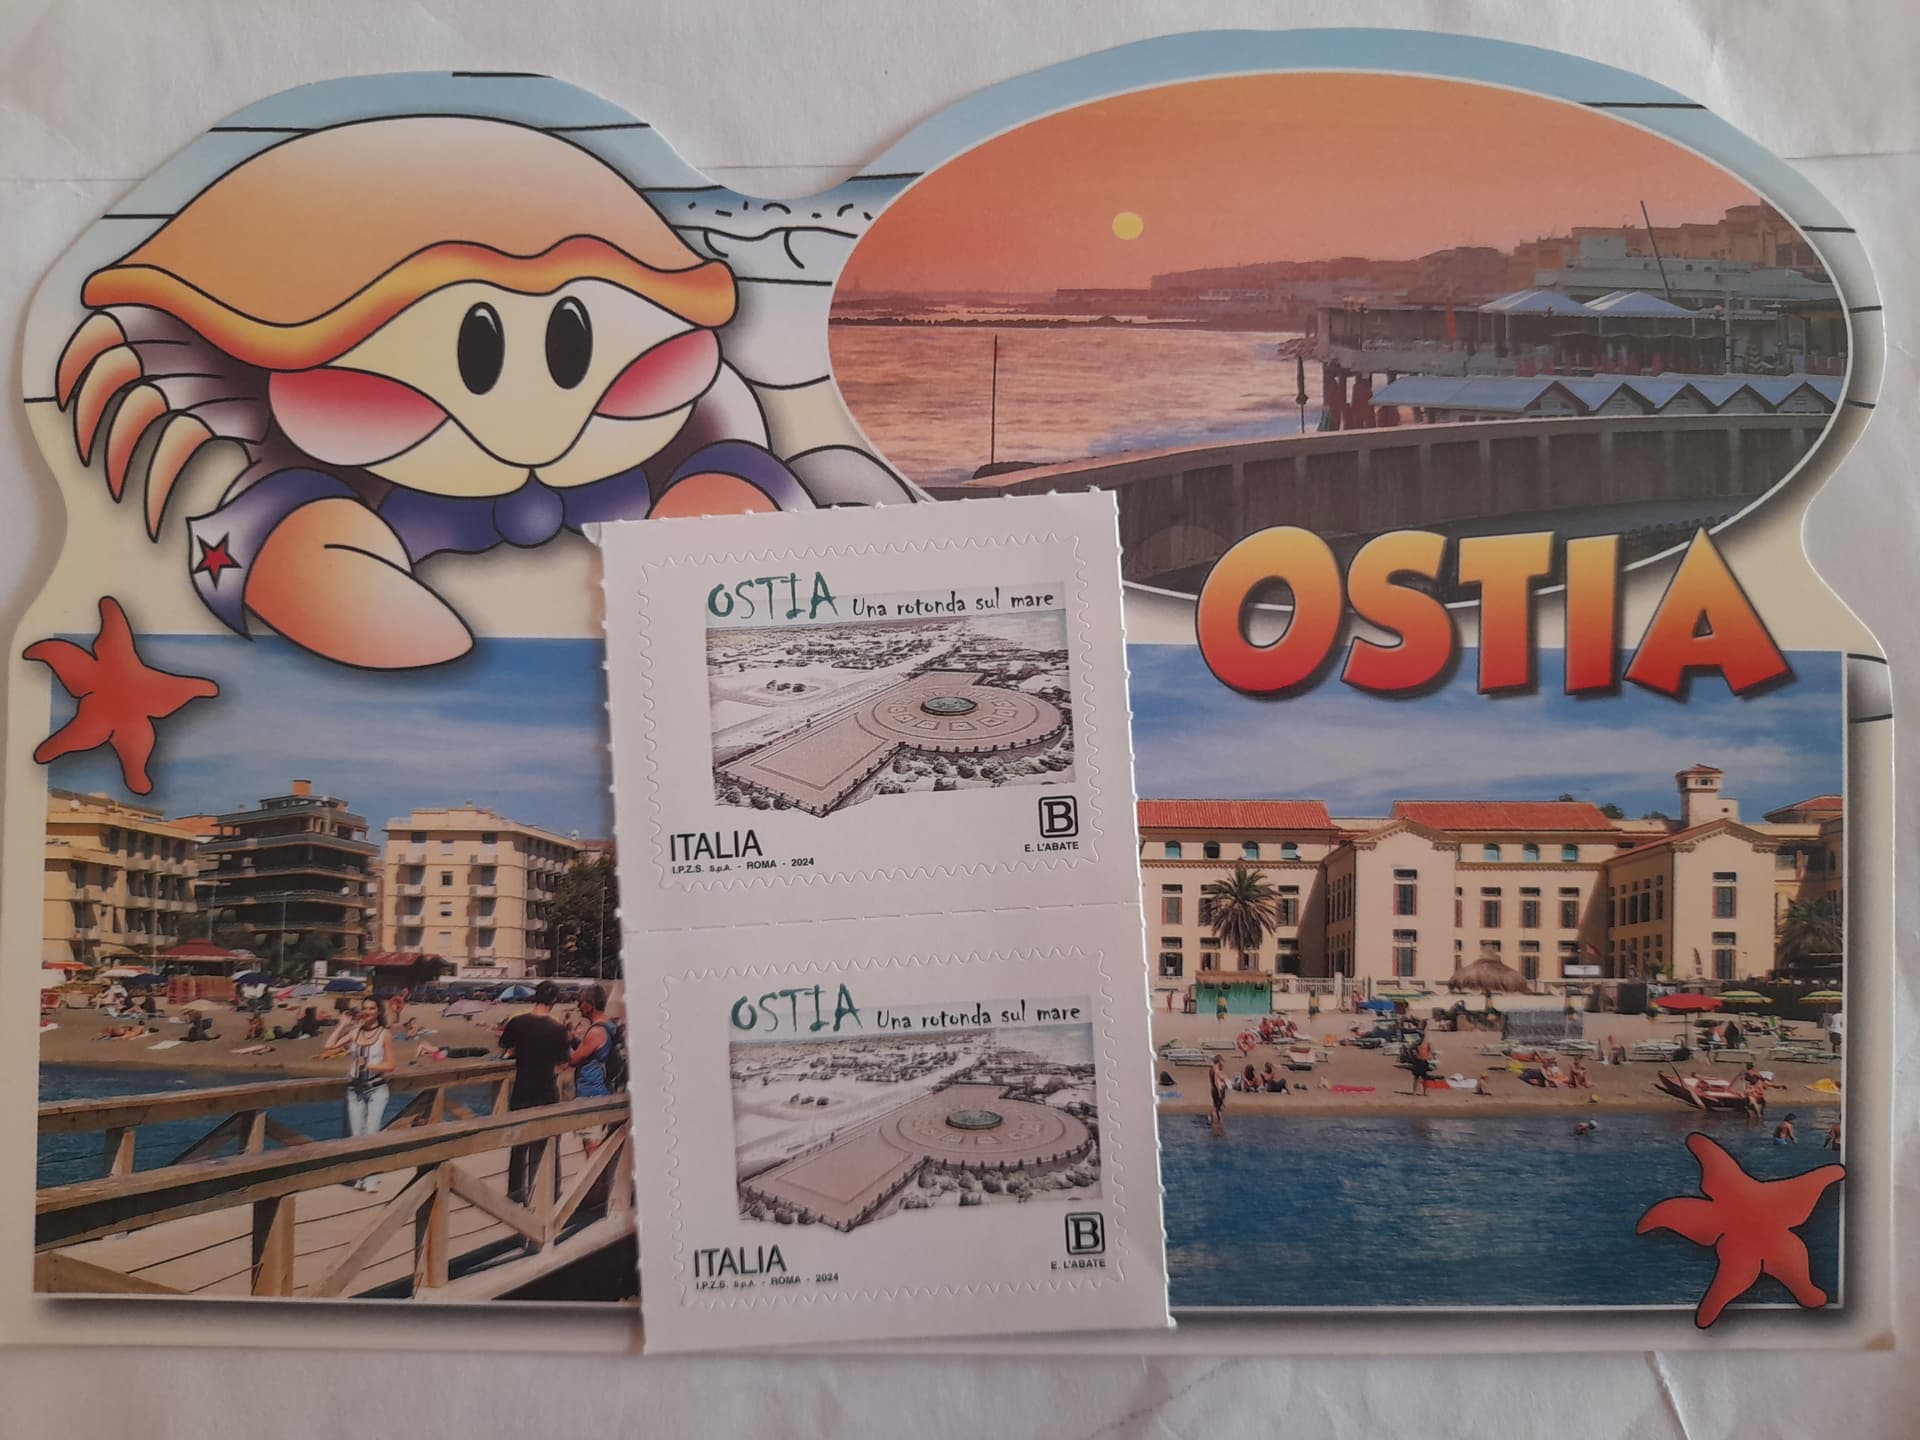 OSTIA
OSTIA Una rotonda sul mare
B
ITALIA
I.P.Z.S. S.p.A. - ROMA - 2024
E. L'ABATE
OSTIA Una rotonda sul mare
B
ITALIA
I.P.Z.S. S.p.A. - ROMA - 2024
E. L'ABATE